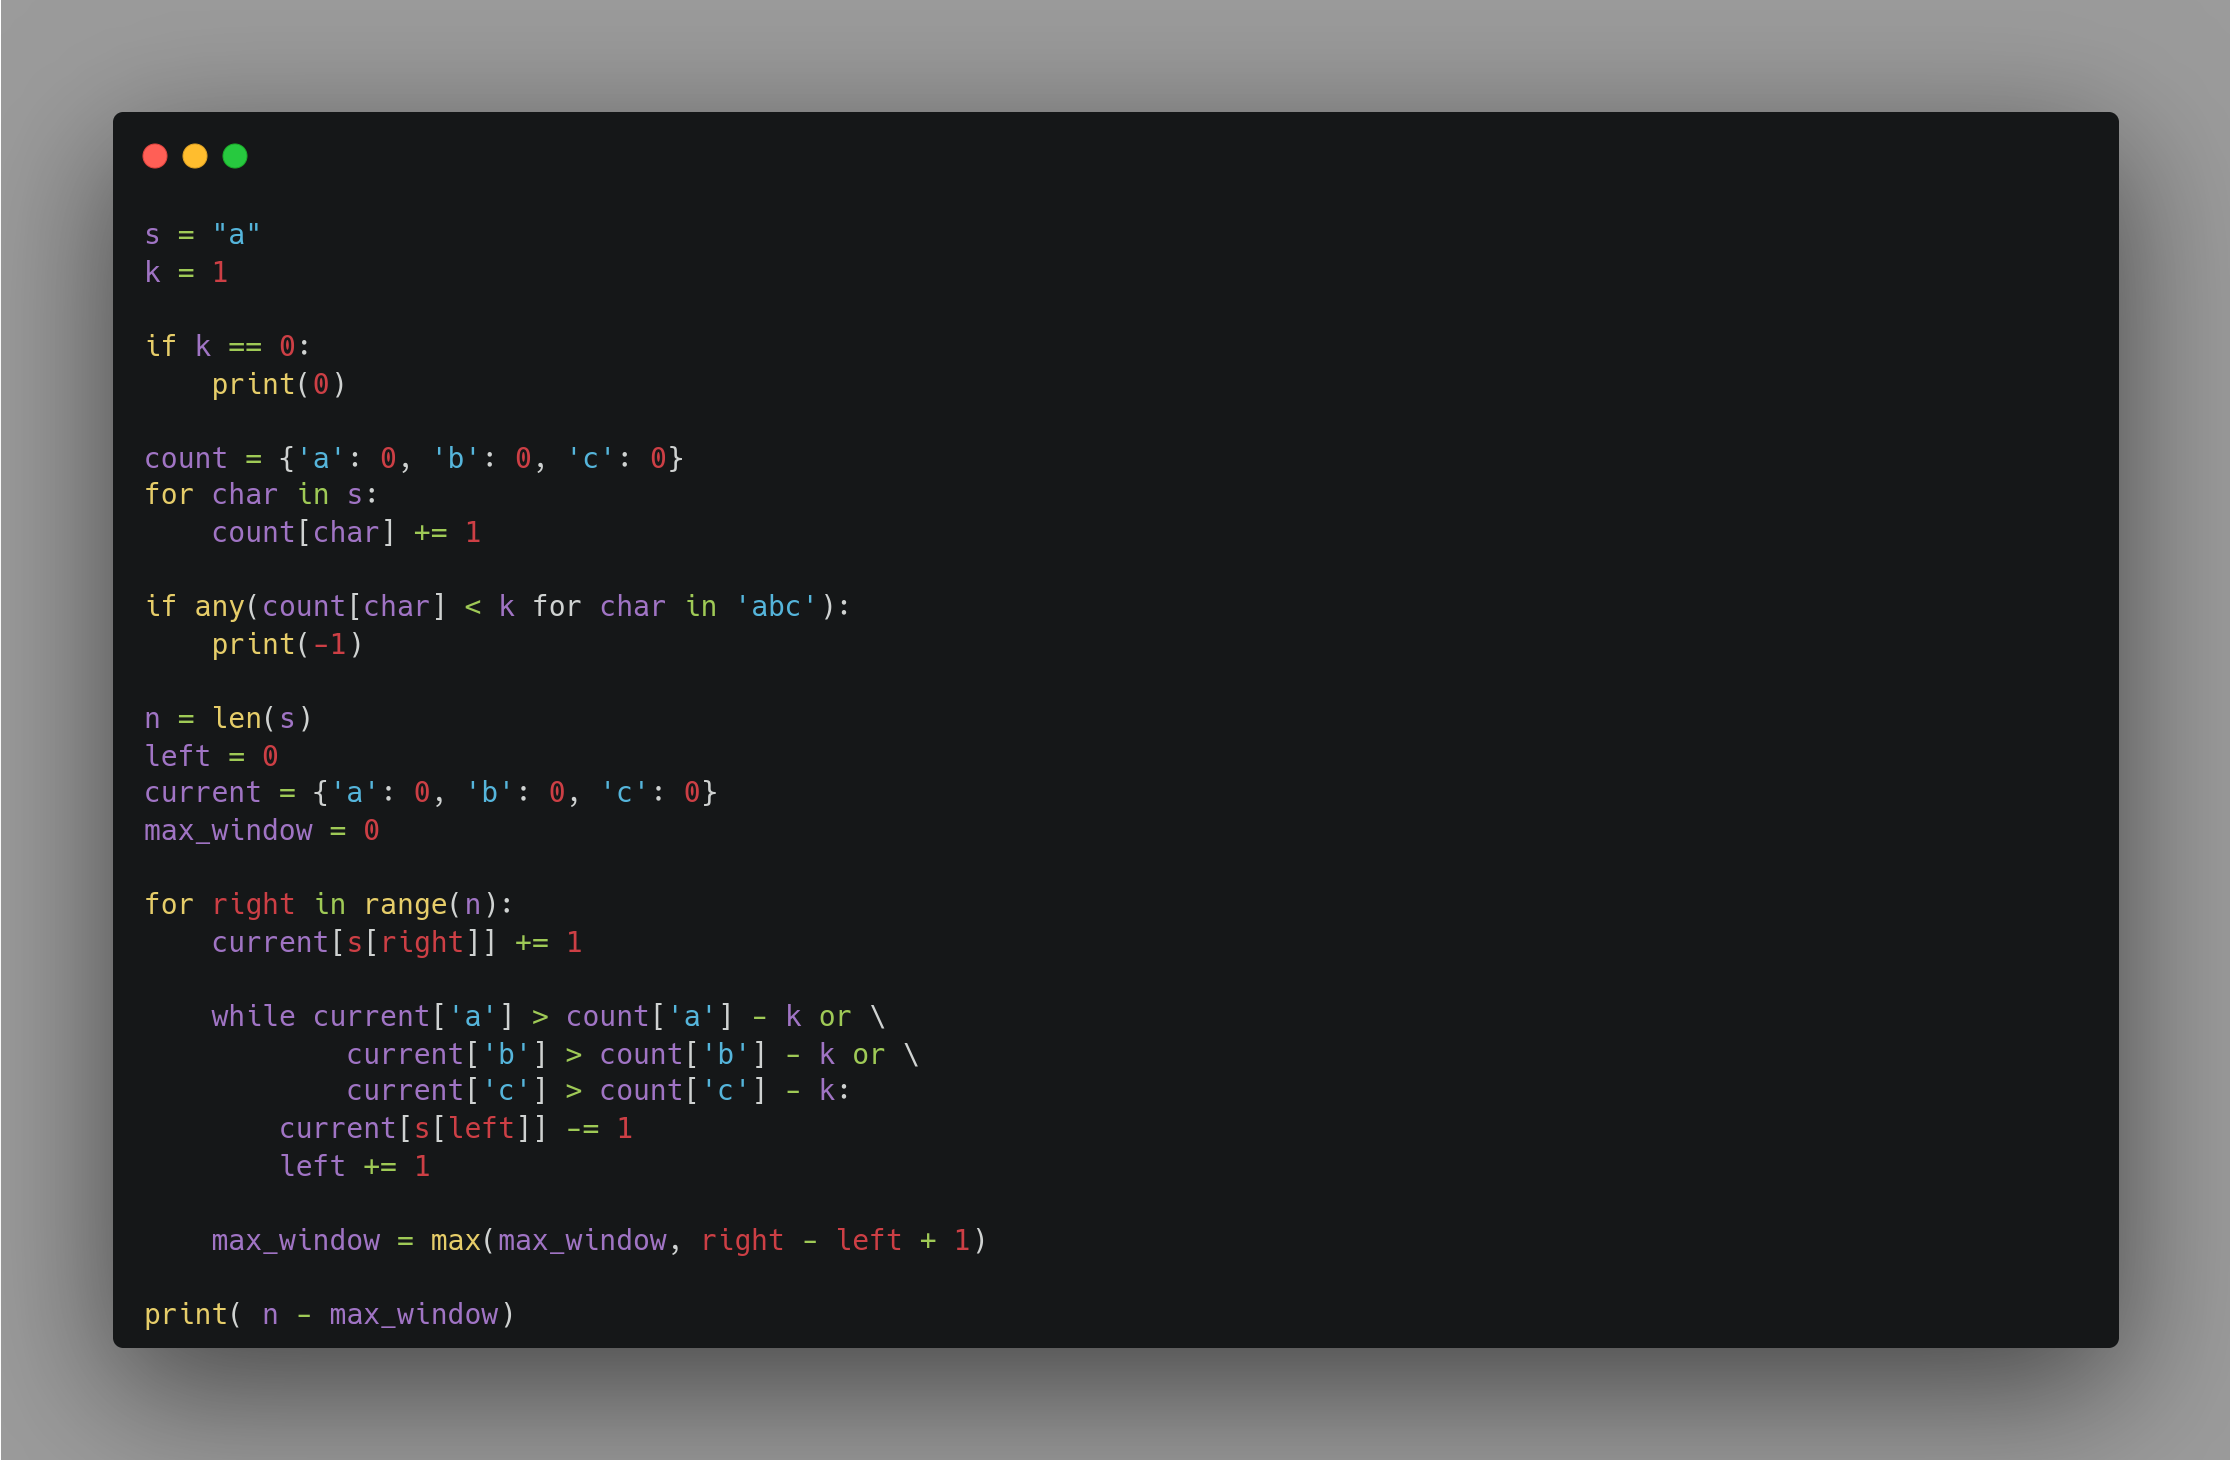 s = "a"
k = 1

if k == 0:
    print(0)

count = {'a': 0, 'b': 0, 'c': 0}
for char in s:
    count[char] += 1

if any(count[char] < k for char in 'abc'):
    print(-1)

n = len(s)
left = 0
current = {'a': 0, 'b': 0, 'c': 0}
max_window = 0

for right in range(n):
    current[s[right]] += 1

    while current['a'] > count['a'] - k or \
            current['b'] > count['b'] - k or \
            current['c'] > count['c'] - k:
        current[s[left]] -= 1
        left += 1

    max_window = max(max_window, right - left + 1)

print( n - max_window)